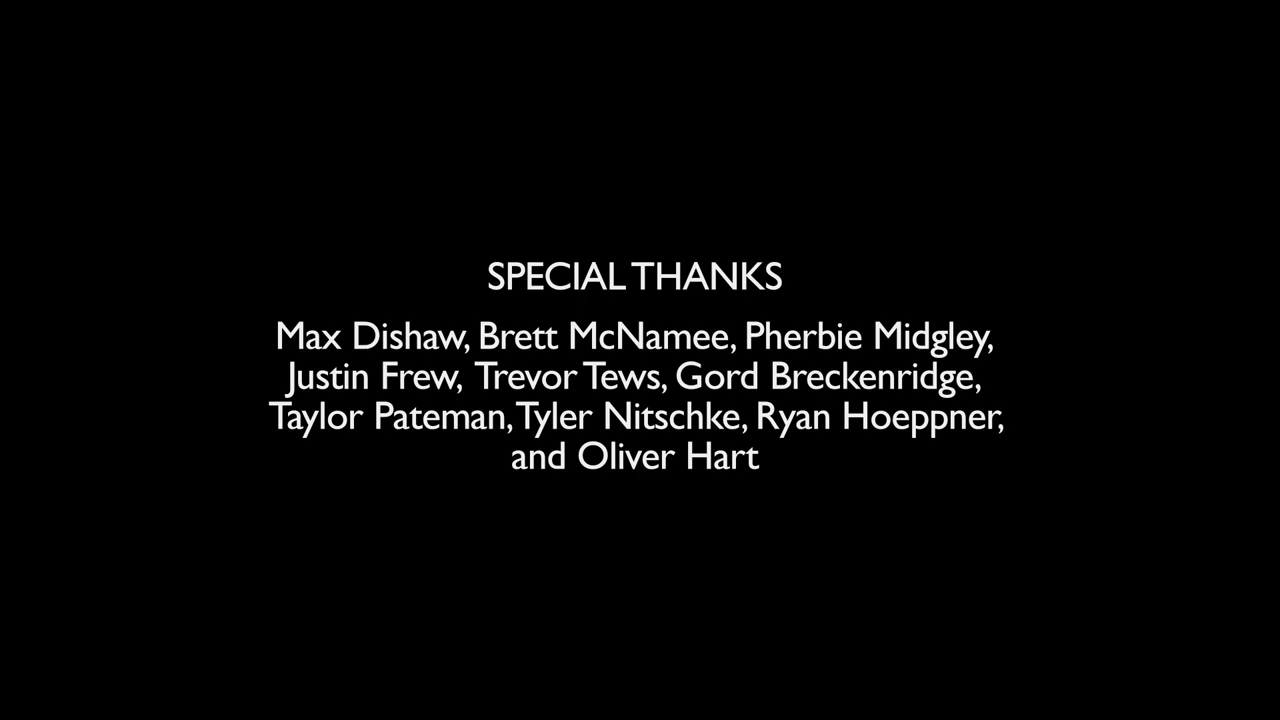 SPECIAL THANKS
Max Dishaw, Brett McNamee, Pherbie Midgley,
Justin Frew, Trevor Tews, Gord Breckenridge,
Taylor Pateman, Tyler Nitschke, Ryan Hoeppner,
and Oliver Hart